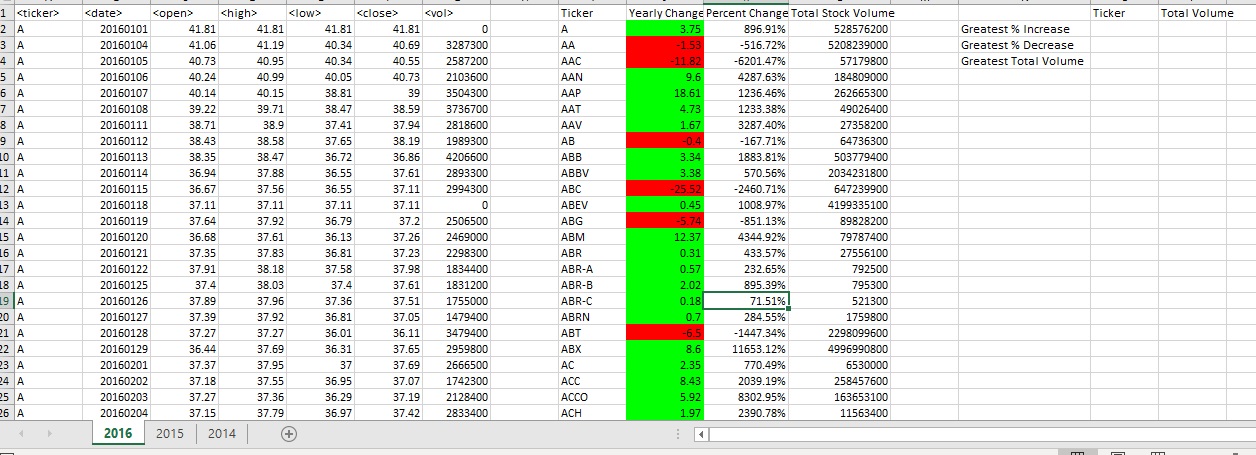 1 <ticker> <date> <open> <high> <low> <close> <vol> Ticker Yearly Change Percent Change Total Stock Volume Ticker Total Volume
2 A 20160101 41.81 41.81 41.81 41.81 0 A 3.75 896.91% 528576200 Greatest % Increase
3 A 20160104 41.06 41.19 40.34 40.69 3287300 AA -1.53 -516.72% 5208239000 Greatest % Decrease
4 A 20160105 40.73 40.95 40.34 40.55 2587200 AAC -11.82 -6201.47% 57179800 Greatest Total Volume
5 A 20160106 40.24 40.99 40.05 40.73 2103600 AAN 9.6 4287.63% 184809000
6 A 20160107 40.14 40.15 38.81 39 3504300 AAP 18.61 1236.46% 262665300
7 A 20160108 39.22 39.71 38.47 38.59 3736700 AAT 4.73 1233.38% 49026400
8 A 20160111 38.71 38.9 37.41 37.94 2818600 AAV 1.67 3287.40% 27358200
9 A 20160112 38.43 38.58 37.65 38.19 1989300 AB -0.4 -167.71% 64736300
10 A 20160113 38.35 38.47 36.72 36.86 4206600 ABB 3.34 1883.81% 503779400
11 A 20160114 36.94 37.88 36.55 37.61 2893300 ABBV 3.38 570.56% 2034231800
12 A 20160115 36.67 37.56 36.55 37.11 2994300 ABC -25.52 -2460.71% 647239900
13 A 20160118 37.11 37.11 37.11 37.11 0 ABEV 0.45 1008.97% 4199335100
14 A 20160119 37.64 37.92 36.79 37.2 2506500 ABG -5.74 -851.13% 89828200
15 A 20160120 36.68 37.61 36.13 37.26 2469000 ABM 12.37 4344.92% 79787400
16 A 20160121 37.35 37.83 36.81 37.23 2298300 ABR 0.31 433.57% 27556100
17 A 20160122 37.91 38.18 37.58 37.98 1834400 ABR-A 0.57 232.65% 792500
18 A 20160125 37.4 38.03 37.4 37.61 1831200 ABR-B 2.02 895.39% 795300
19 A 20160126 37.89 37.96 37.36 37.51 1755000 ABR-C 0.18 71.51% 521300
20 A 20160127 37.39 37.92 36.81 37.05 1479400 ABRN 0.7 284.55% 1759800
21 A 20160128 37.27 37.27 36.01 36.11 3479400 ABT -6.5 -1447.34% 2298099600
22 A 20160129 36.44 37.69 36.31 37.65 2959800 ABX 8.6 11653.12% 4996990800
23 A 20160201 37.37 37.95 37 37.69 2666500 AC 2.35 770.49% 6530000
24 A 20160202 37.18 37.55 36.95 37.07 1742300 ACC 8.43 2039.19% 258457600
25 A 20160203 37.27 37.36 36.29 37.19 2128400 ACCO 5.92 8302.95% 163653100
26 A 20160204 37.15 37.79 36.97 37.42 2833400 ACH 1.97 2390.78% 11563400
2016 2015 2014